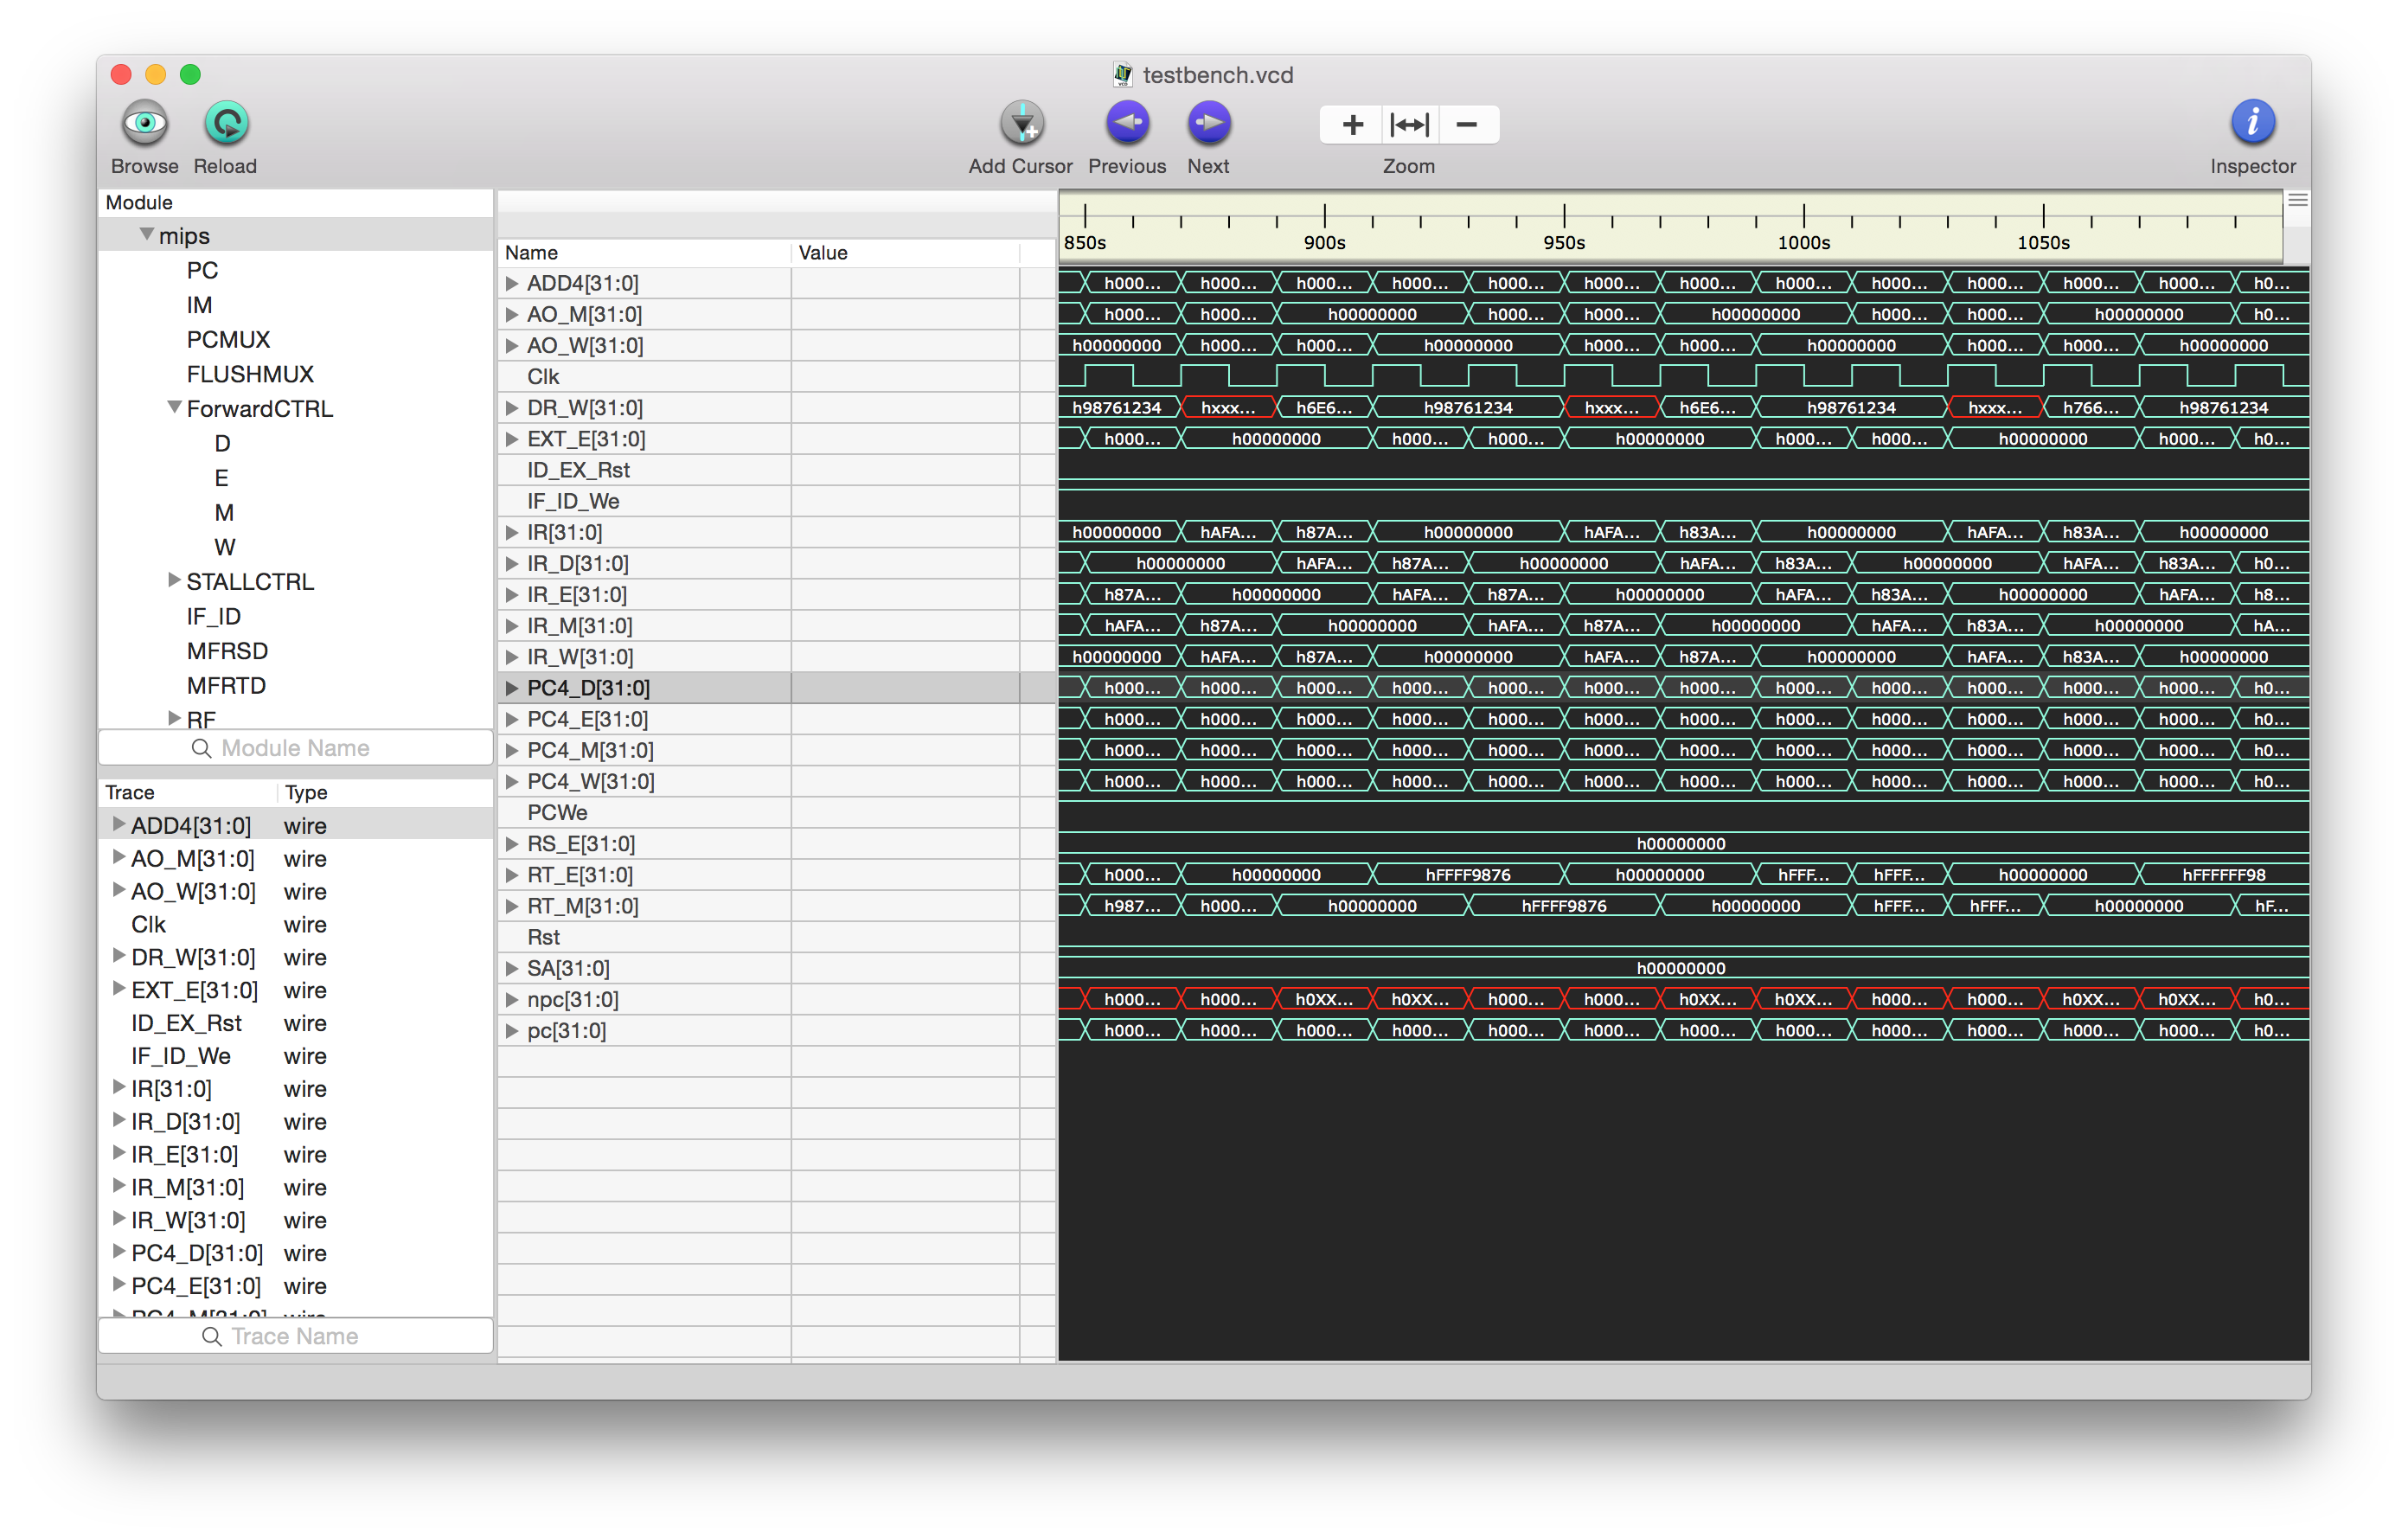 testbench.vcd
Browse Reload Add Cursor Previous Next Zoom Inspector
Module
mips
PC
IM
PCMUX
FLUSHMUX
ForwardCTRL
D
E
M
W
STALLCTRL
IF_ID
MFRSD
MFRTD
RF
Module Name
Trace Type
ADD4[31:0] wire
AO_M[31:0] wire
AO_W[31:0] wire
Clk wire
DR_W[31:0] wire
EXT_E[31:0] wire
ID_EX_Rst wire
IF_ID_We wire
IR[31:0] wire
IR_D[31:0] wire
IR_E[31:0] wire
IR_M[31:0] wire
IR_W[31:0] wire
PC4_D[31:0] wire
PC4_E[31:0] wire
PC4_M[31:0] wire
Trace Name
850s 900s 950s 1000s 1050s
Name Value
ADD4[31:0] h000... h000... h000... h000... h000... h000... h000... h000... h000... h000... h000... h000... h0...
AO_M[31:0] h000... h000... h00000000 h000... h000... h00000000 h000... h000... h00000000 h0...
AO_W[31:0] h00000000 h000... h000... h00000000 h000... h000... h00000000 h000... h000... h00000000
Clk
DR_W[31:0] h98761234 hxxx... h6E6... h98761234 hxxx... h6E6... h98761234 hxxx... h766... h98761234
EXT_E[31:0] h000... h00000000 h000... h000... h00000000 h000... h000... h00000000 h000... h0...
ID_EX_Rst
IF_ID_We
IR[31:0] h00000000 hAFA... h87A... h00000000 hAFA... h83A... h00000000 hAFA... h83A... h00000000
IR_D[31:0] h00000000 hAFA... h87A... h00000000 hAFA... h83A... h00000000 hAFA... h83A... h0...
IR_E[31:0] h87A... h00000000 hAFA... h87A... h00000000 hAFA... h83A... h00000000 hAFA... h8...
IR_M[31:0] hAFA... h87A... h00000000 hAFA... h87A... h00000000 hAFA... h83A... h00000000 hA...
IR_W[31:0] h00000000 hAFA... h87A... h00000000 hAFA... h87A... h00000000 hAFA... h83A... h00000000
PC4_D[31:0] h000... h000... h000... h000... h000... h000... h000... h000... h000... h000... h000... h000... h0...
PC4_E[31:0] h000... h000... h000... h000... h000... h000... h000... h000... h000... h000... h000... h000... h0...
PC4_M[31:0] h000... h000... h000... h000... h000... h000... h000... h000... h000... h000... h000... h000... h0...
PC4_W[31:0] h000... h000... h000... h000... h000... h000... h000... h000... h000... h000... h000... h000... h0...
PCWe
RS_E[31:0] h00000000
RT_E[31:0] h000... h00000000 hFFFF9876 h00000000 hFFF... hFFF... h00000000 hFFFFFF98
RT_M[31:0] h987... h000... h00000000 hFFFF9876 h00000000 hFFF... hFFF... h00000000 hF...
Rst
SA[31:0] h00000000
npc[31:0] h000... h000... h0XX... h0XX... h000... h000... h0XX... h0XX... h000... h000... h0XX... h0XX... h0...
pc[31:0] h000... h000... h000... h000... h000... h000... h000... h000... h000... h000... h000... h000... h0...